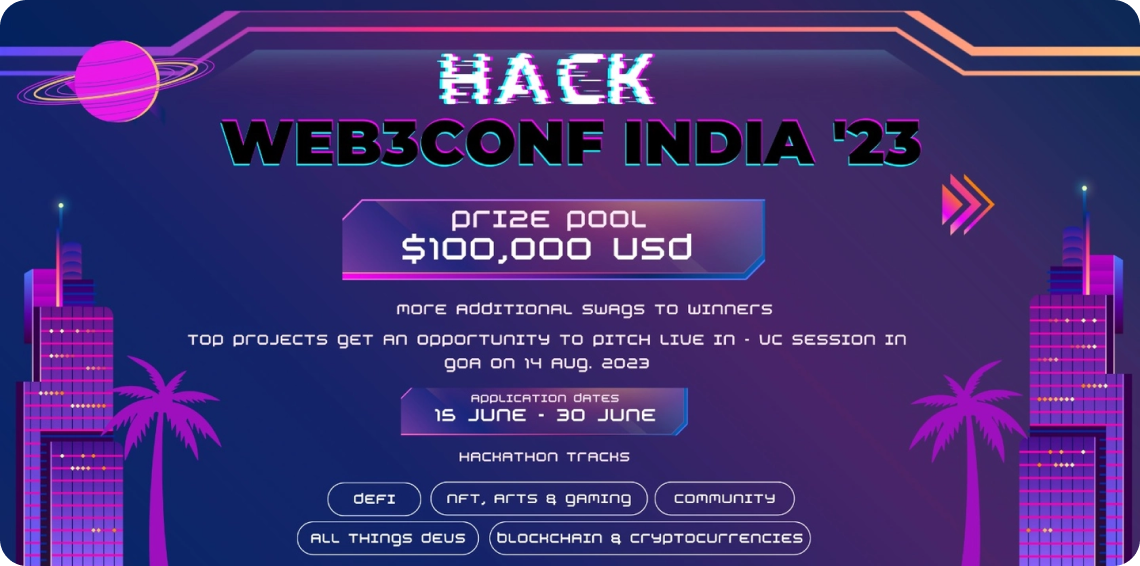 HACK
WEB3CONF INDIA '23
PRIZE POOL
$100,000 USD
MORE ADDITIONAL SWAGS TO WINNERS
TOP PROJECTS GET AN OPPORTUNITY TO PITCH LIVE IN - VC SESSION IN
GOA ON 14 AUG. 2023
APPLICATION DATES
15 JUNE - 30 JUNE
HACKATHON TRACKS
DEFI
NFT, ARTS & GAMING
COMMUNITY
ALL THINGS DEVS
BLOCKCHAIN & CRYPTOCURRENCIES